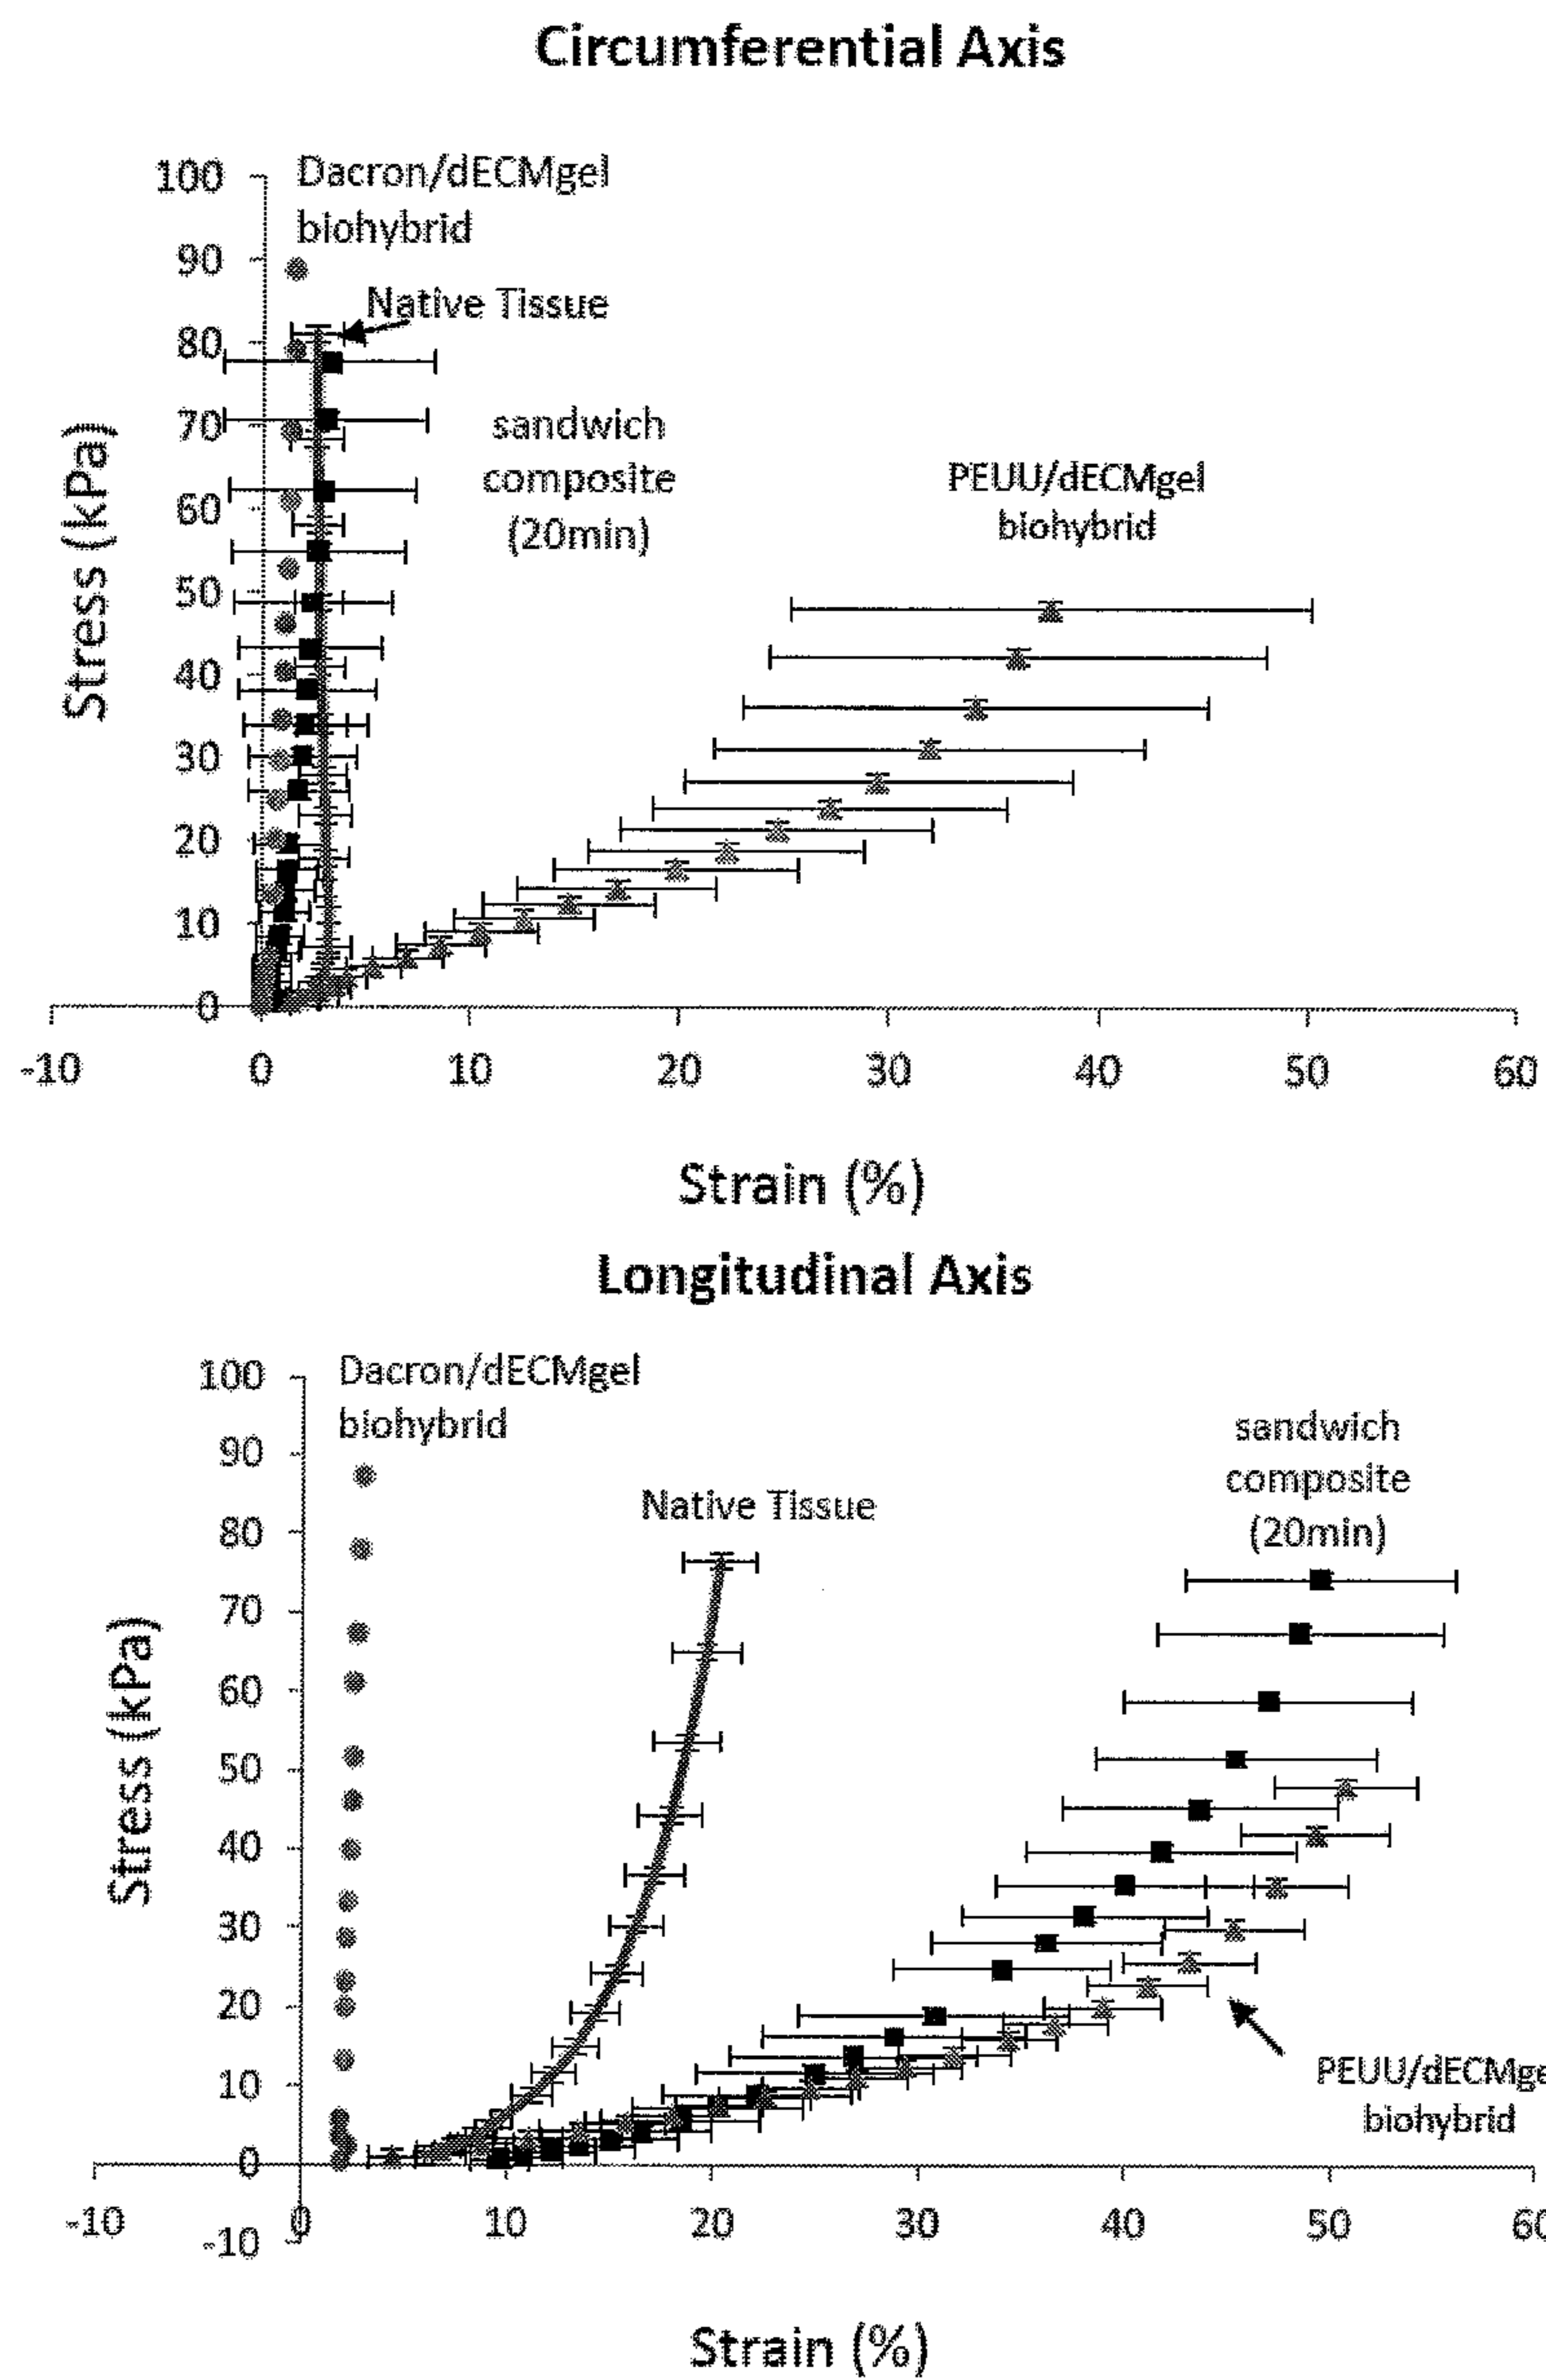 Circumferential Axis
Dacron/dECMgel
biohybrid
Native Tissue
sandwich
composite
(20min)
PEUU/dECMgel
biohybrid
Stress (kPa)
100
90
80
70
60
50
40
30
20
10
0
-10 0 10 20 30 40 50 60
Strain (%)
Longitudinal Axis
Dacron/dECMgel
biohybrid
Native Tissue
sandwich
composite
(20min)
PEUU/dECMge
biohybrid
Stress (kPa)
100
90
80
70
60
50
40
30
20
10
0
-10
-10 0 10 20 30 40 50 60
Strain (%)